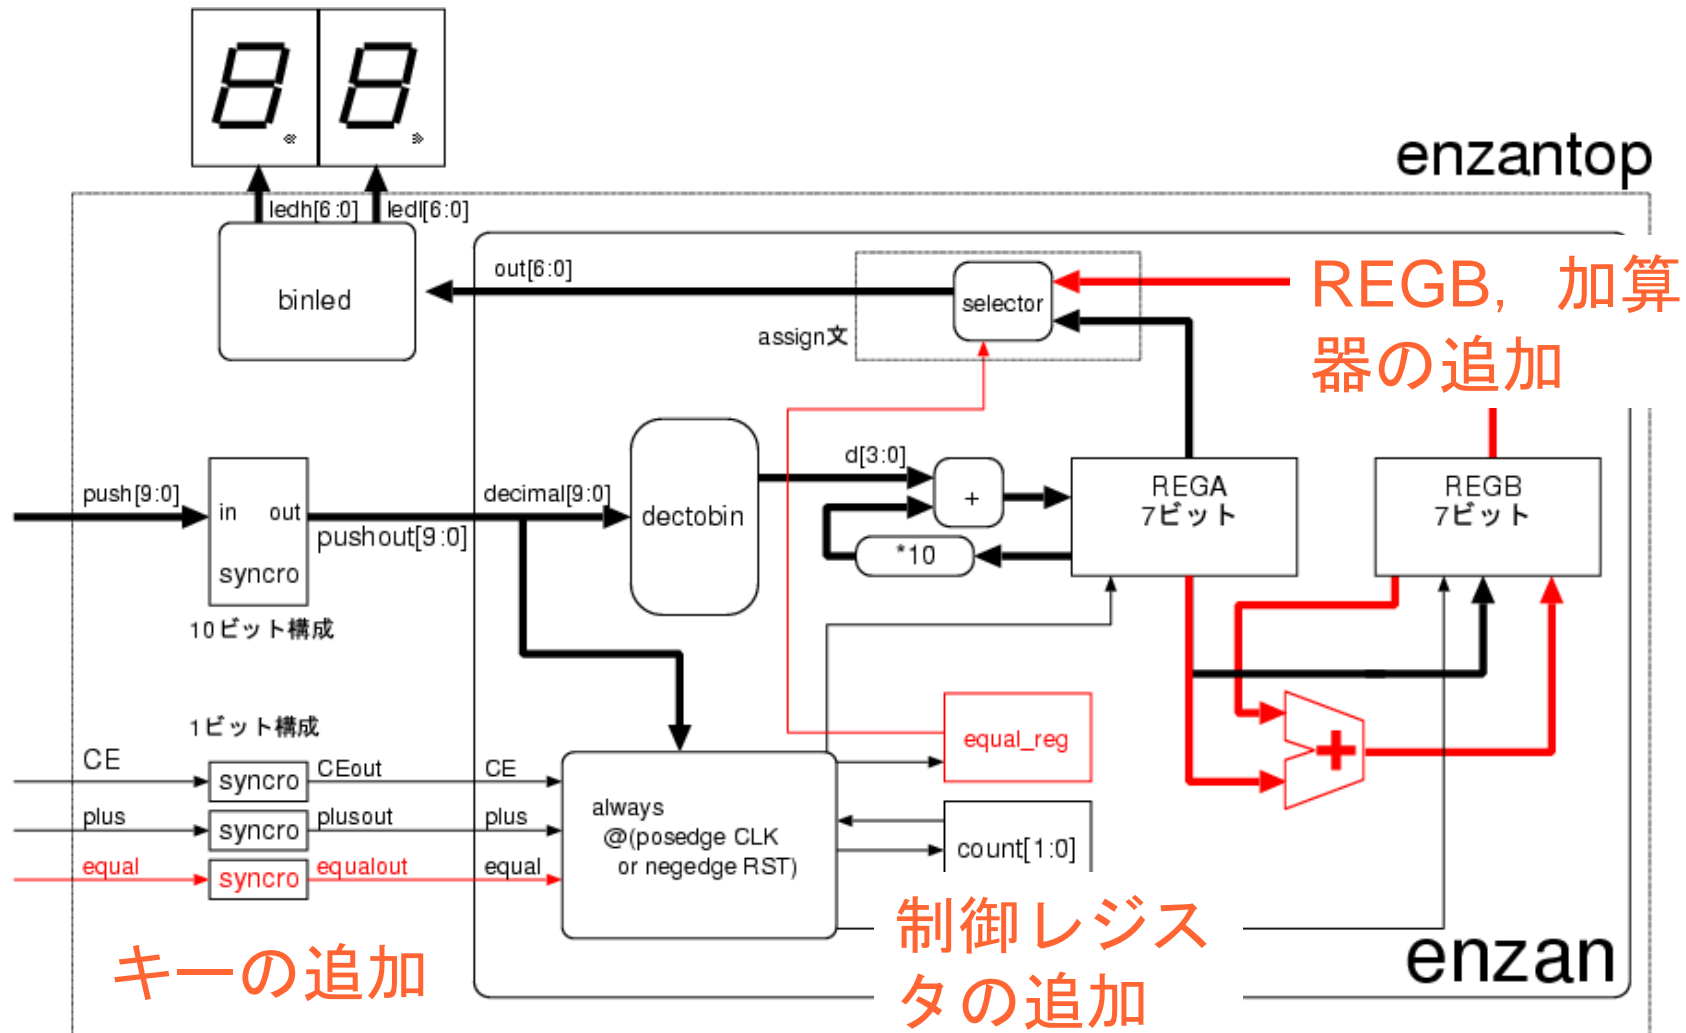 enzantop
ledh[6:0]
ledl[6:0]
binled
out[6:0]
selector
assign文
REGB, 加算
器の追加
push[9:0]
in out
syncro
pushout[9:0]
10ビット構成
decimal[9:0]
dectobin
d[3:0]
+
*10
REGA
7ビット
REGB
7ビット
1ビット構成
CE
syncro
CEout
CE
plus
syncro
plusout
plus
equal
syncro
equalout
equal
always
@(posedge CLK
or negedge RST)
equal_reg
count[1:0]
+
キーの追加
制御レジス
タの追加
enzan